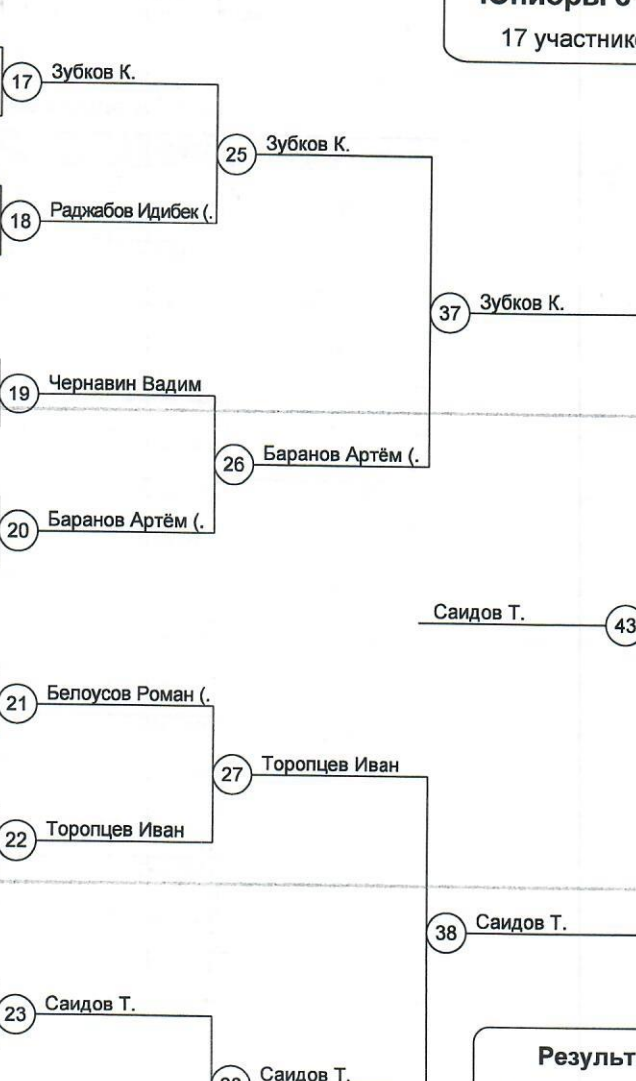 17 участник
17 Зубков К.
25 Зубков К.
18 Раджабов Идибек (.
37 Зубков К.
19 Чернавин Вадим
26 Баранов Артём (.
20 Баранов Артём (.
Саидов Т. 43
21 Белоусов Роман (.
27 Торопцев Иван
22 Торопцев Иван
38 Саидов Т.
23 Саидов Т.
Результ
Саидов Т.